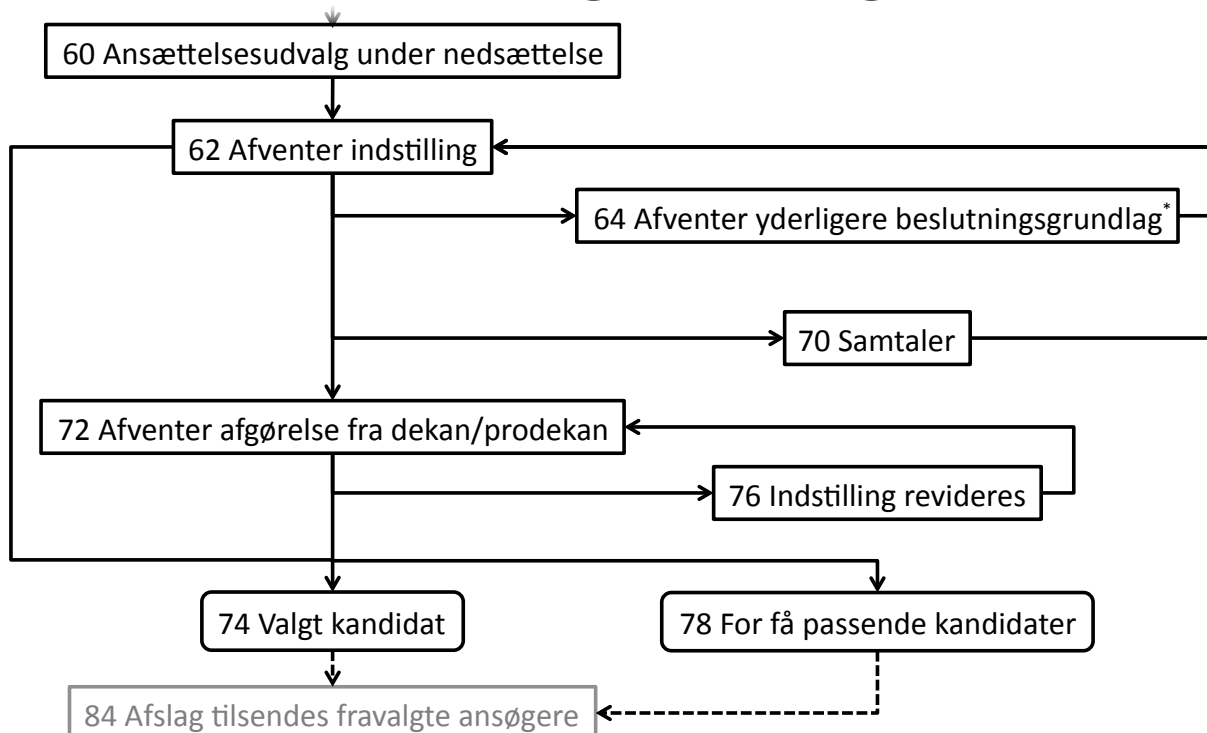 60 Ansættelsesudvalg under nedsættelse
62 Afventer indstilling
64 Afventer yderligere beslutningsgrundlag*
70 Samtaler
72 Afventer afgørelse fra dekan/prodekan
76 Indstilling revideres
74 Valgt kandidat
78 For få passende kandidater
84 Afslag tilsendes fravalgte ansøgere